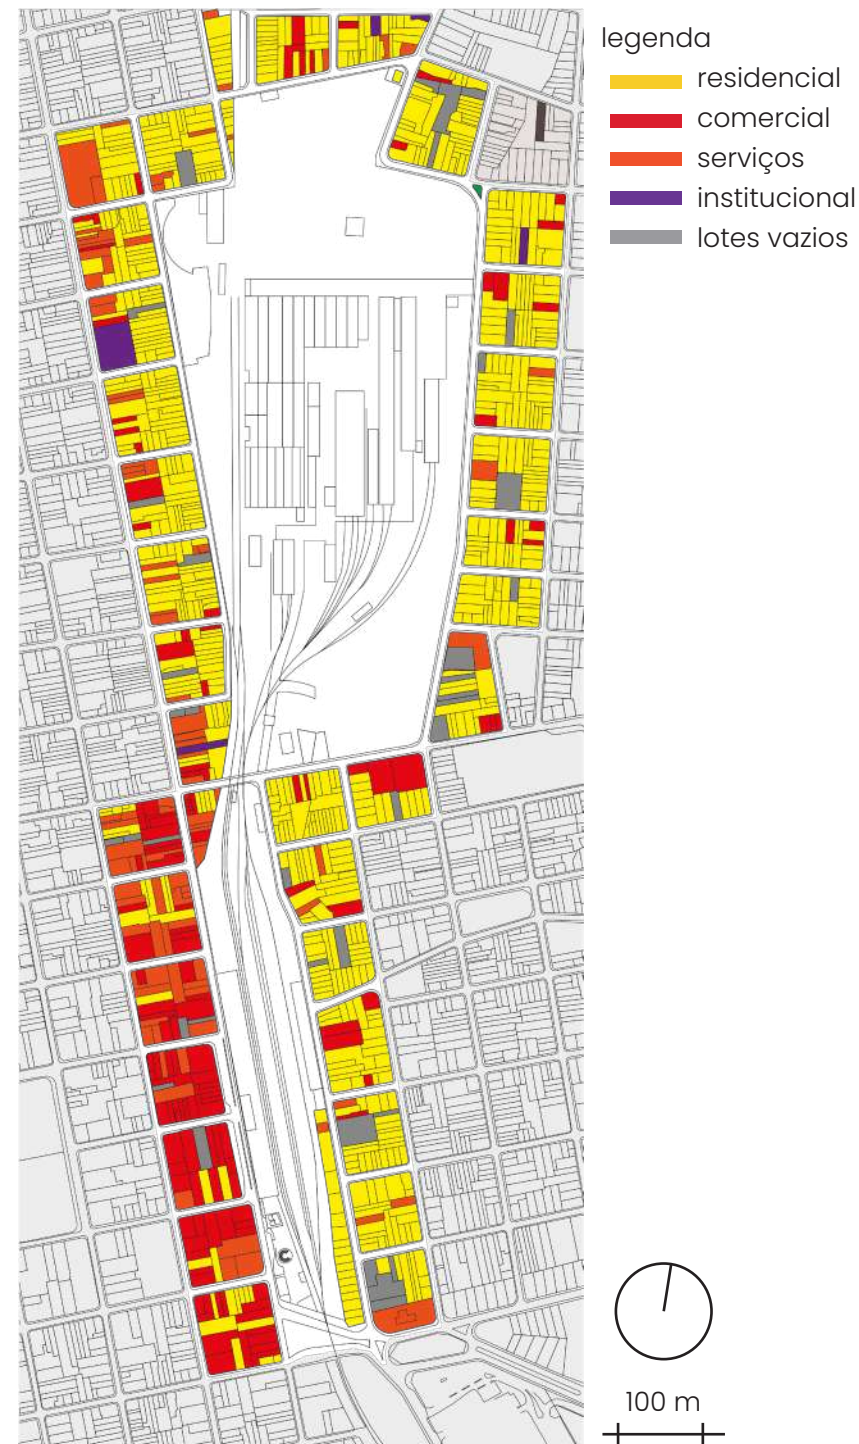 legenda
residencial
comercial
serviços
institucional
lotes vazios
100 m